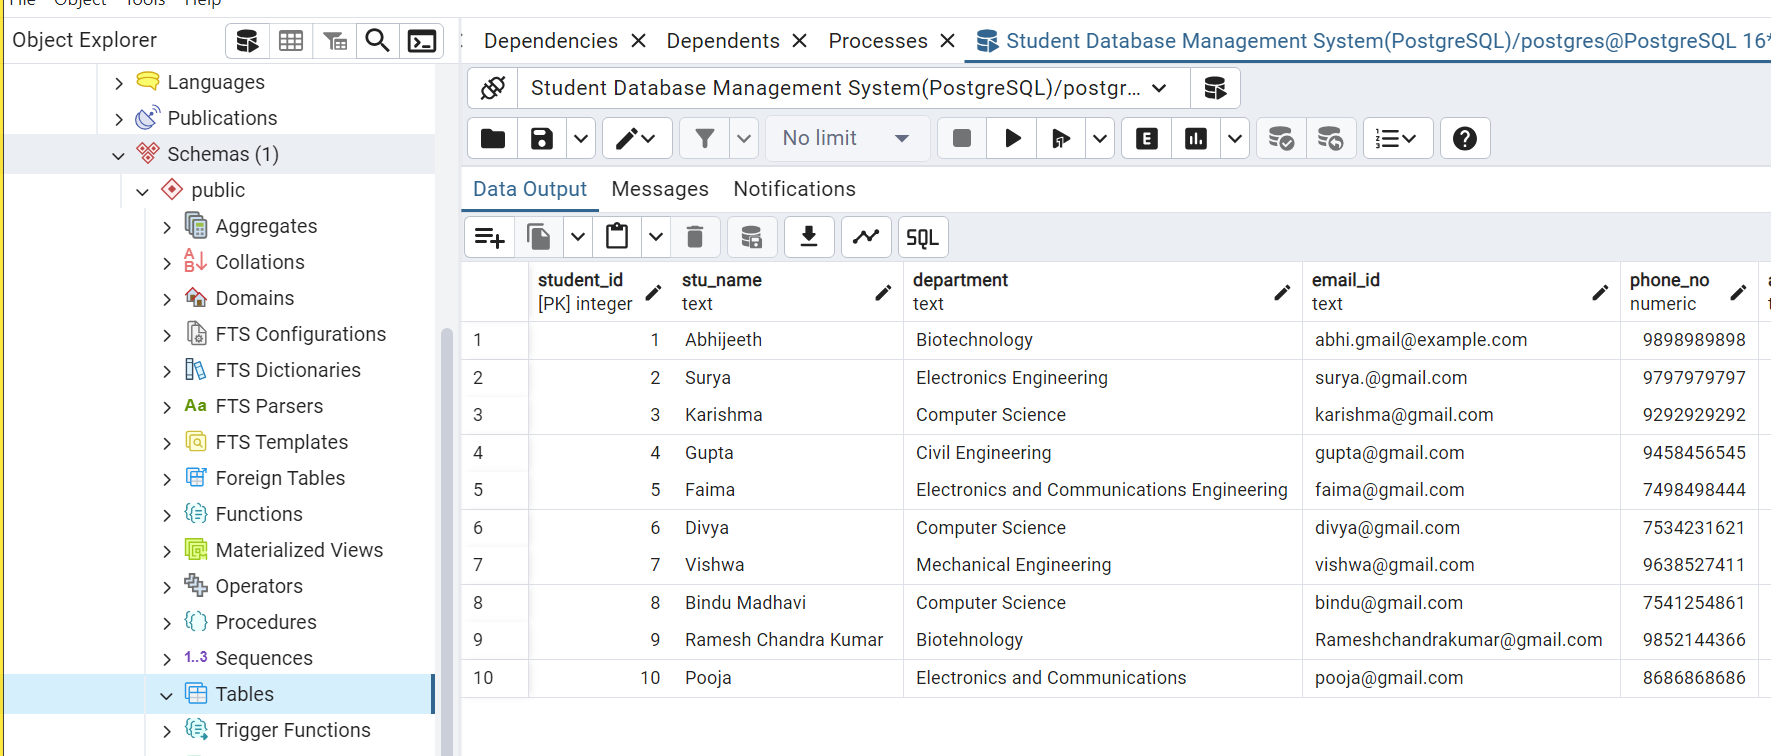 File Object Tools Help
Object Explorer
Dependencies Dependents Processes Student Database Management System(PostgreSQL)/postgres@PostgreSQL 16*
Student Database Management System(PostgreSQL)/postgr...
No limit
E
Data Output Messages Notifications
SQL
Languages
Publications
Schemas (1)
public
Aggregates
Collations
Domains
FTS Configurations
FTS Dictionaries
Aa FTS Parsers
FTS Templates
Foreign Tables
Functions
Materialized Views
Operators
Procedures
1..3 Sequences
Tables
Trigger Functions
student_id stu_name department email_id phone_no
[PK] integer text text text numeric
1 1 Abhijeeth Biotechnology abhi.gmail@example.com 9898989898
2 2 Surya Electronics Engineering surya.@gmail.com 9797979797
3 3 Karishma Computer Science karishma@gmail.com 9292929292
4 4 Gupta Civil Engineering gupta@gmail.com 9458456545
5 5 Faima Electronics and Communications Engineering faima@gmail.com 7498498444
6 6 Divya Computer Science divya@gmail.com 7534231621
7 7 Vishwa Mechanical Engineering vishwa@gmail.com 9638527411
8 8 Bindu Madhavi Computer Science bindu@gmail.com 7541254861
9 9 Ramesh Chandra Kumar Biotehnology Rameshchandrakumar@gmail.com 9852144366
10 10 Pooja Electronics and Communications pooja@gmail.com 8686868686